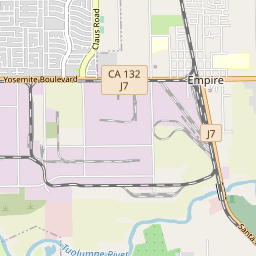 Claus Road
Yosemite Boulevard
CA 132
J7
Empire
J7
Santa
Tuolumne River